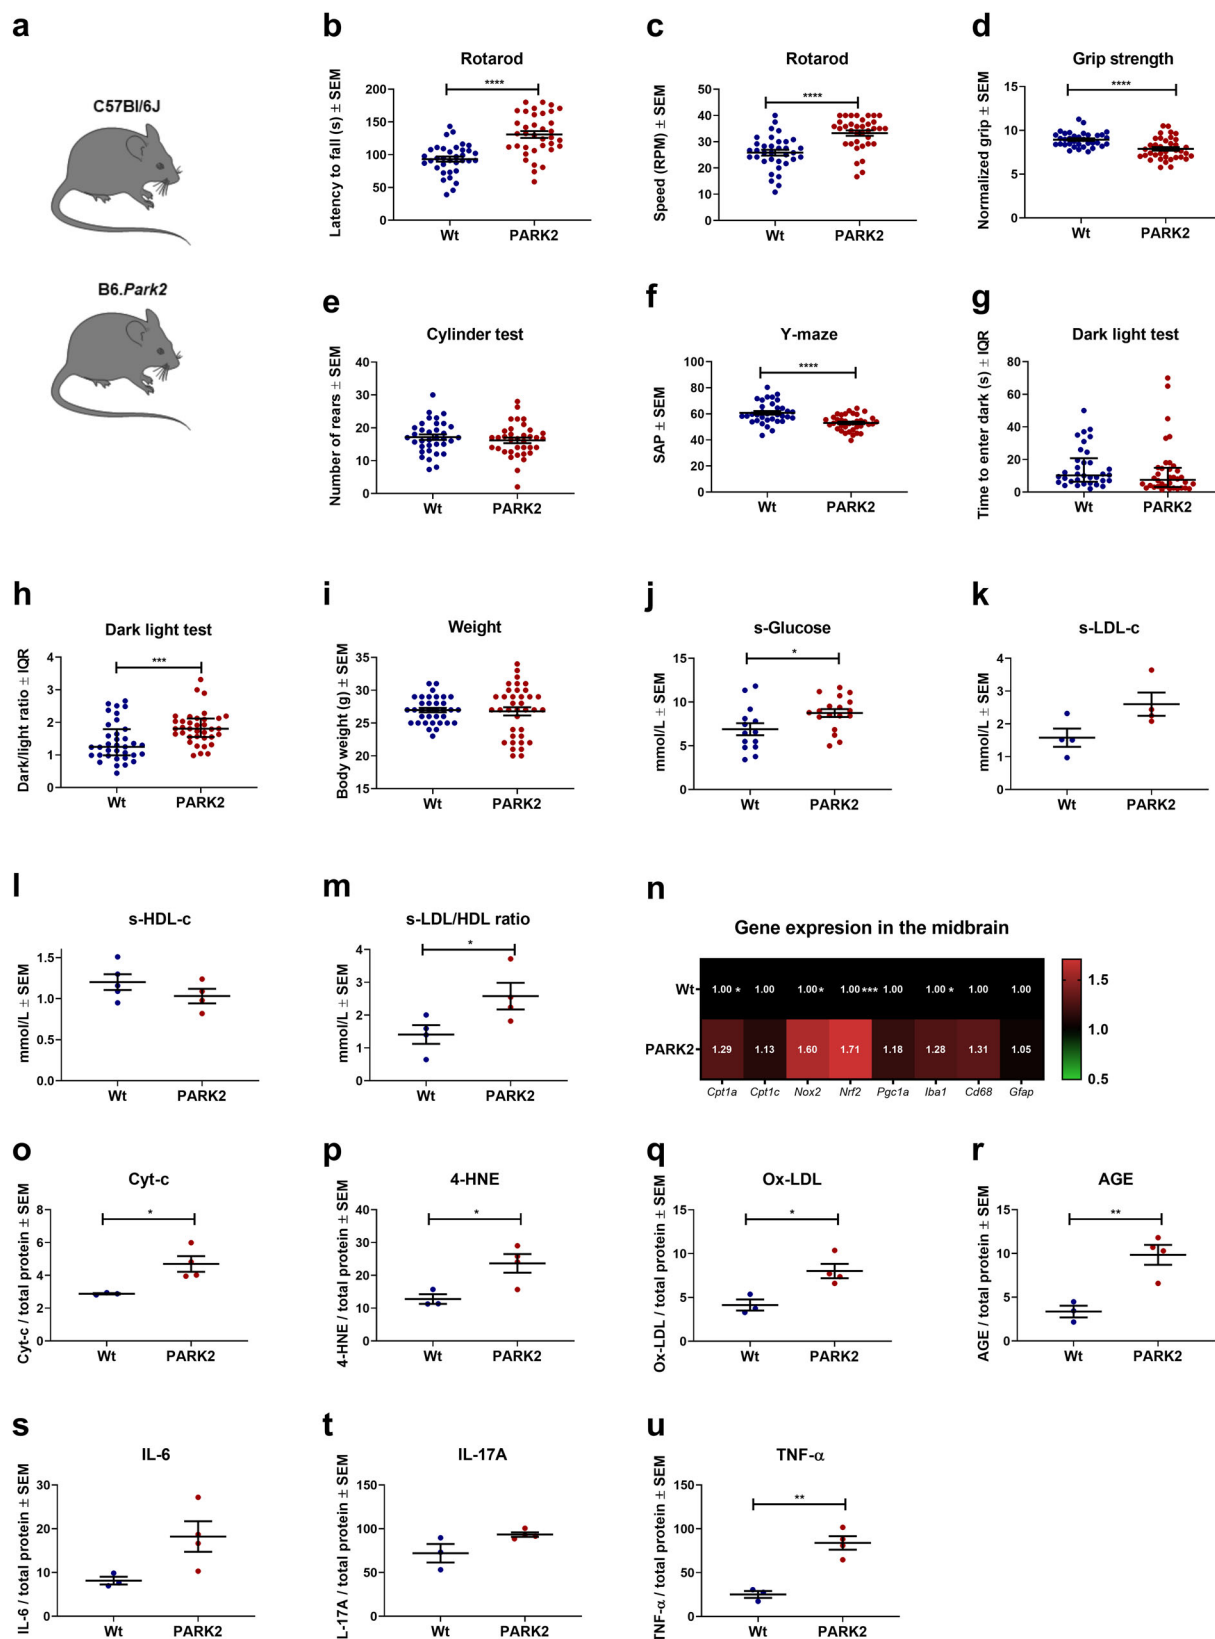 a
C57Bl/6J
B6.Park2
b
Rotarod
****
Latency to fall (s) ± SEM
200
150
100
50
0
Wt
PARK2
c
Rotarod
****
Speed (RPM) ± SEM
50
40
30
20
10
0
Wt
PARK2
d
Grip strength
****
Normalized grip ± SEM
15
10
5
0
Wt
PARK2
e
Cylinder test
Number of rears ± SEM
40
30
20
10
0
Wt
PARK2
f
Y-maze
****
SAP ± SEM
100
80
60
40
20
0
Wt
PARK2
g
Dark light test
Time to enter dark (s) ± IQR
80
60
40
20
0
Wt
PARK2
h
Dark light test
***
Dark/light ratio ± IQR
4
3
2
1
0
Wt
PARK2
i
Weight
Body weight (g) ± SEM
35
30
25
20
15
Wt
PARK2
j
s-Glucose
*
mmol/L ± SEM
15
10
5
0
Wt
PARK2
k
s-LDL-c
mmol/L ± SEM
4
3
2
1
0
Wt
PARK2
l
s-HDL-c
mmol/L ± SEM
1.5
1.0
0.5
0.0
Wt
PARK2
m
s-LDL/HDL ratio
*
mmol/L ± SEM
4
3
2
1
0
Wt
PARK2
n
Gene expresion in the midbrain
Wt 1.00 * 1.00 1.00 * 1.00 *** 1.00 1.00 * 1.00 1.00
PARK2 1.29 1.13 1.60 1.71 1.18 1.28 1.31 1.05
Cpt1a Cpt1c Nox2 Nrf2 Pgc1a Iba1 Cd68 Gfap
1.5
1.0
0.5
o
Cyt-c
*
Cyt-c / total protein ± SEM
8
6
4
2
0
Wt
PARK2
p
4-HNE
*
4-HNE / total protein ± SEM
40
30
20
10
0
Wt
PARK2
q
Ox-LDL
*
Ox-LDL / total protein ± SEM
15
10
5
0
Wt
PARK2
r
AGE
**
AGE / total protein ± SEM
15
10
5
0
Wt
PARK2
s
IL-6
IL-6 / total protein ± SEM
30
20
10
0
Wt
PARK2
t
IL-17A
L-17A / total protein ± SEM
150
100
50
0
Wt
PARK2
u
TNF-α
**
TNF-α / total protein ± SEM
150
100
50
0
Wt
PARK2